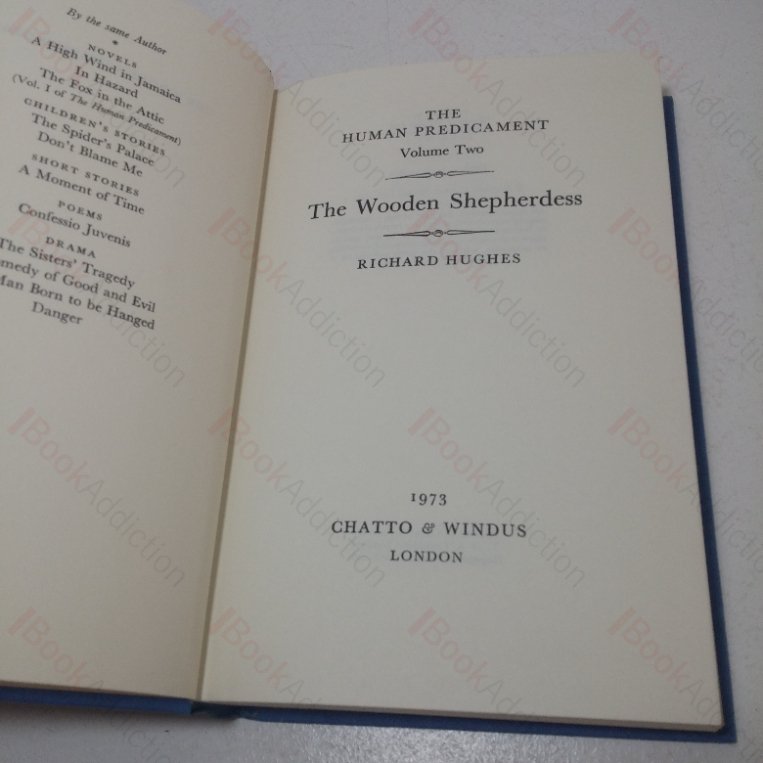 By the same Author
*
NOVELS
A High Wind in Jamaica
In Hazard
The Fox in the Attic
(Vol. I of The Human Predicament)
CHILDREN'S STORIES
The Spider's Palace
Don't Blame Me
SHORT STORIES
A Moment of Time
POEMS
Confessio Juvenis
DRAMA
The Sisters' Tragedy
medy of Good and Evil
Man Born to be Hanged
Danger
THE
HUMAN PREDICAMENT
Volume Two
The Wooden Shepherdess
RICHARD HUGHES
1973
CHATTO & WINDUS
LONDON
BookAddiction